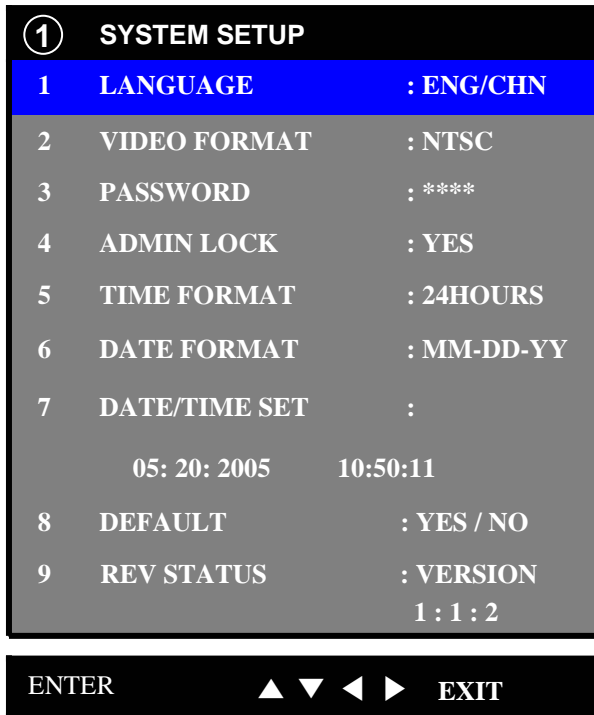 1 SYSTEM SETUP
1 LANGUAGE : ENG/CHN
2 VIDEO FORMAT : NTSC
3 PASSWORD : ****
4 ADMIN LOCK : YES
5 TIME FORMAT : 24HOURS
6 DATE FORMAT : MM-DD-YY
7 DATE/TIME SET :
05: 20: 2005 10:50:11
8 DEFAULT : YES / NO
9 REV STATUS : VERSION
1 : 1 : 2
ENTER ▲ ▼ ◀ ▶ EXIT